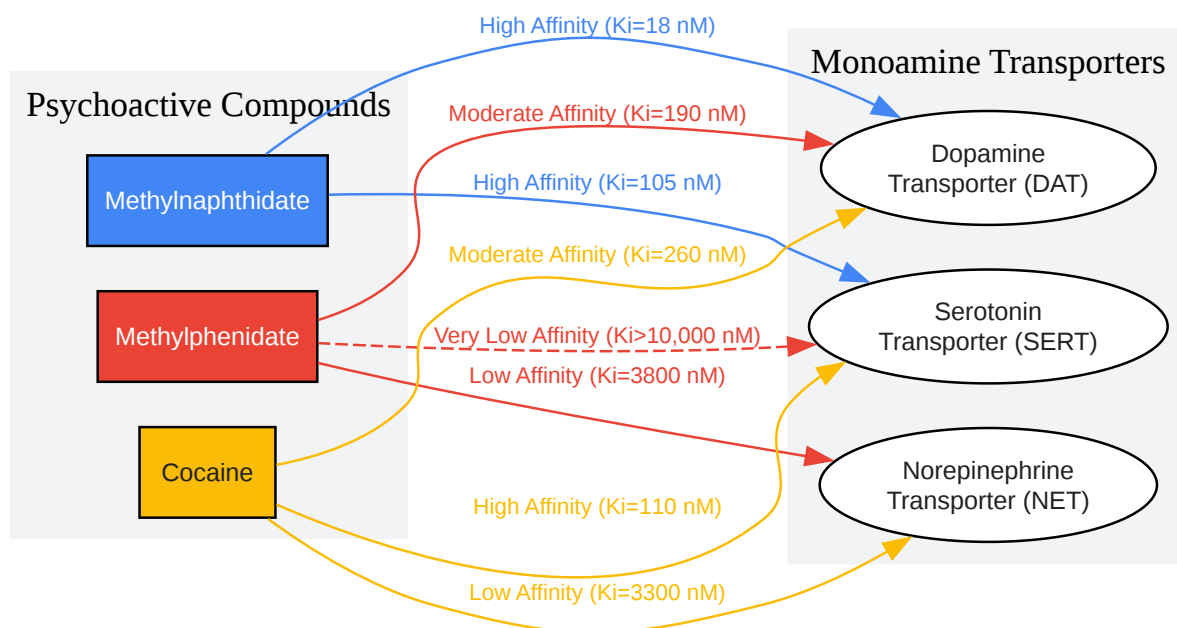 High Affinity (Ki=18 nM)
Monoamine Transporters
Psychoactive Compounds
Moderate Affinity (Ki=190 nM)
Dopamine
Transporter (DAT)
Methylnaphthidate
High Affinity (Ki=105 nM)
Moderate Affinity (Ki=260 nM)
Methylphenidate
Very Low Affinity (Ki>10,000 nM)
Serotonin
Transporter (SERT)
Low Affinity (Ki=3800 nM)
Cocaine
Norepinephrine
Transporter (NET)
High Affinity (Ki=110 nM)
Low Affinity (Ki=3300 nM)